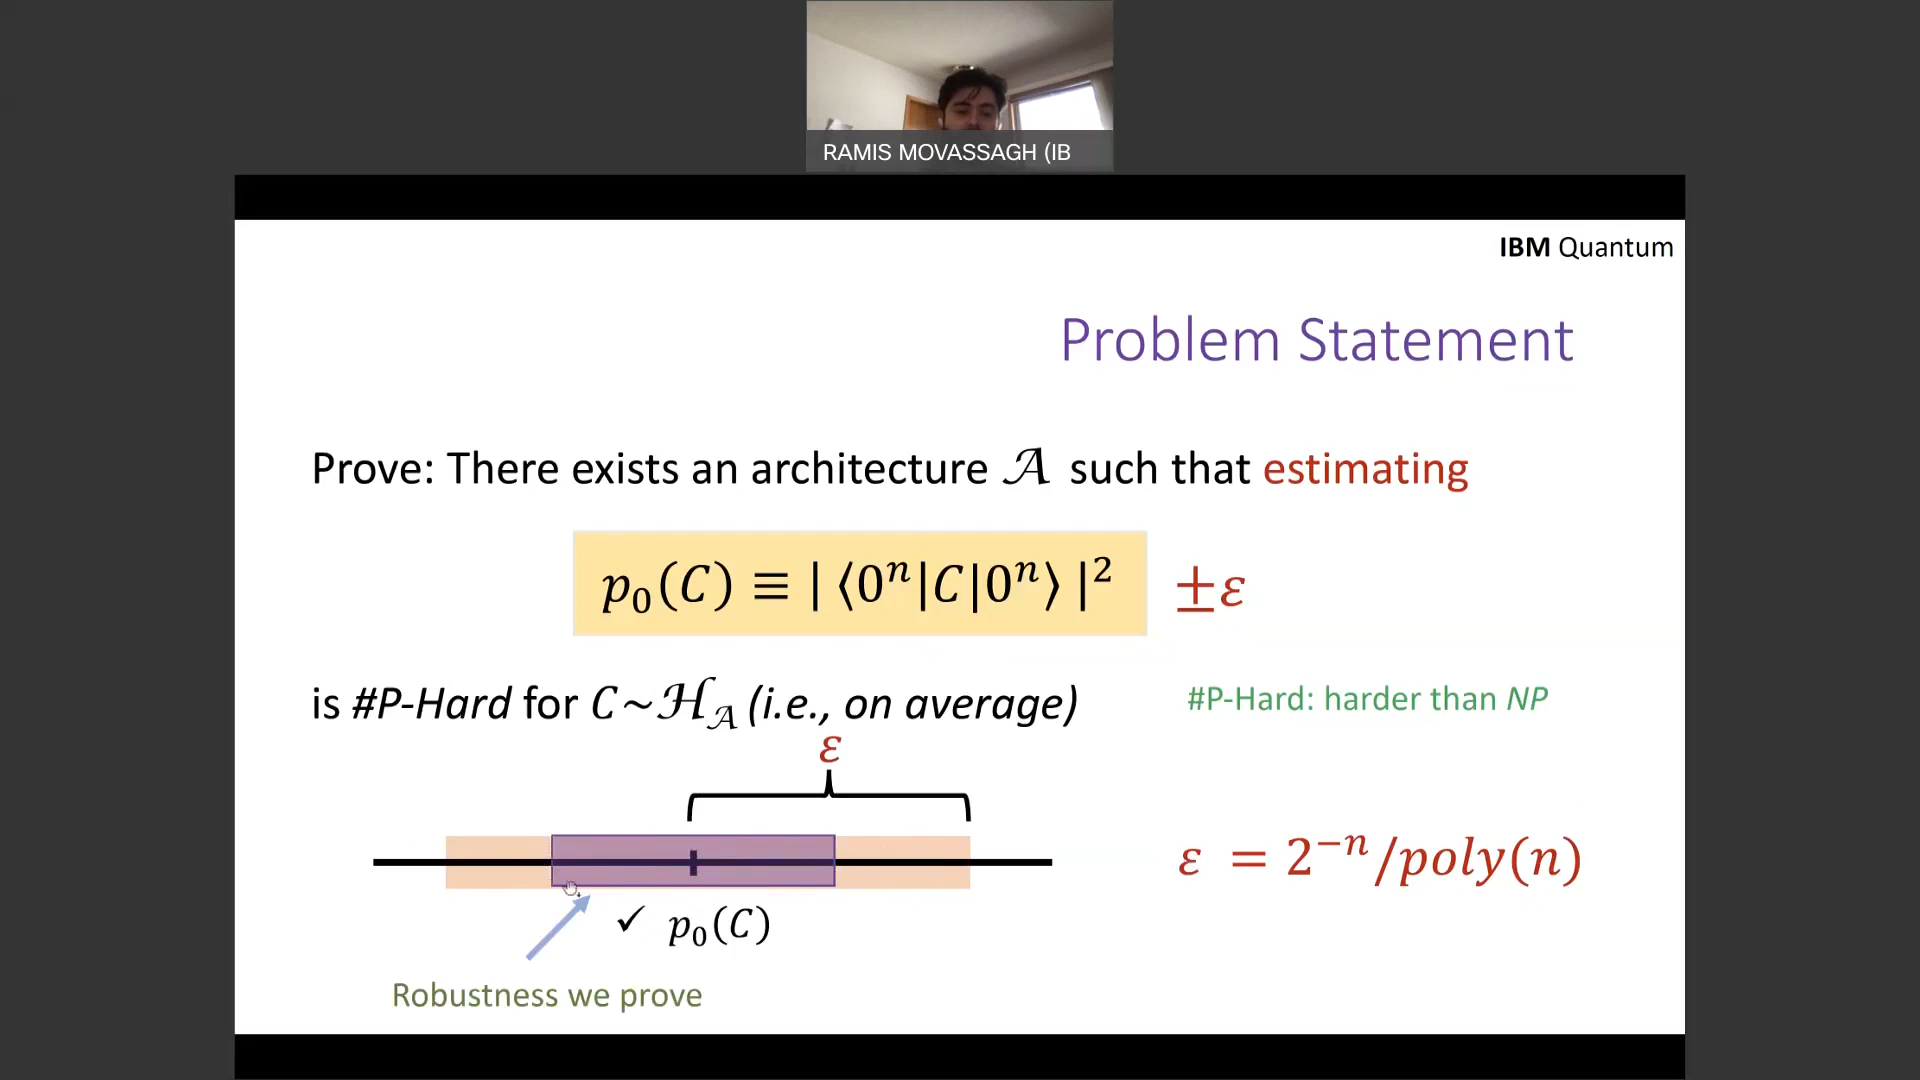 RAMIS MOVASSAGH (IB
IBM Quantum
Problem Statement
Prove: There exists an architecture 𝒜 such that estimating
p₀(C) ≡ | ⟨0ⁿ|C|0ⁿ⟩ |² ±ε
is #P-Hard for C~ℋ_𝒜 (i.e., on average) #P-Hard: harder than NP
ε
ε = 2⁻ⁿ/poly(n)
✓ p₀(C)
Robustness we prove